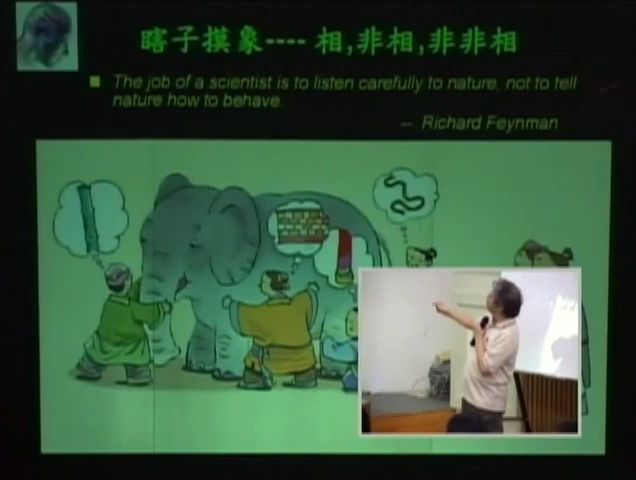 瞎子摸象---- 相,非相,非非相
The job of a scientist is to listen carefully to nature, not to tell
nature how to behave.
-- Richard Feynman